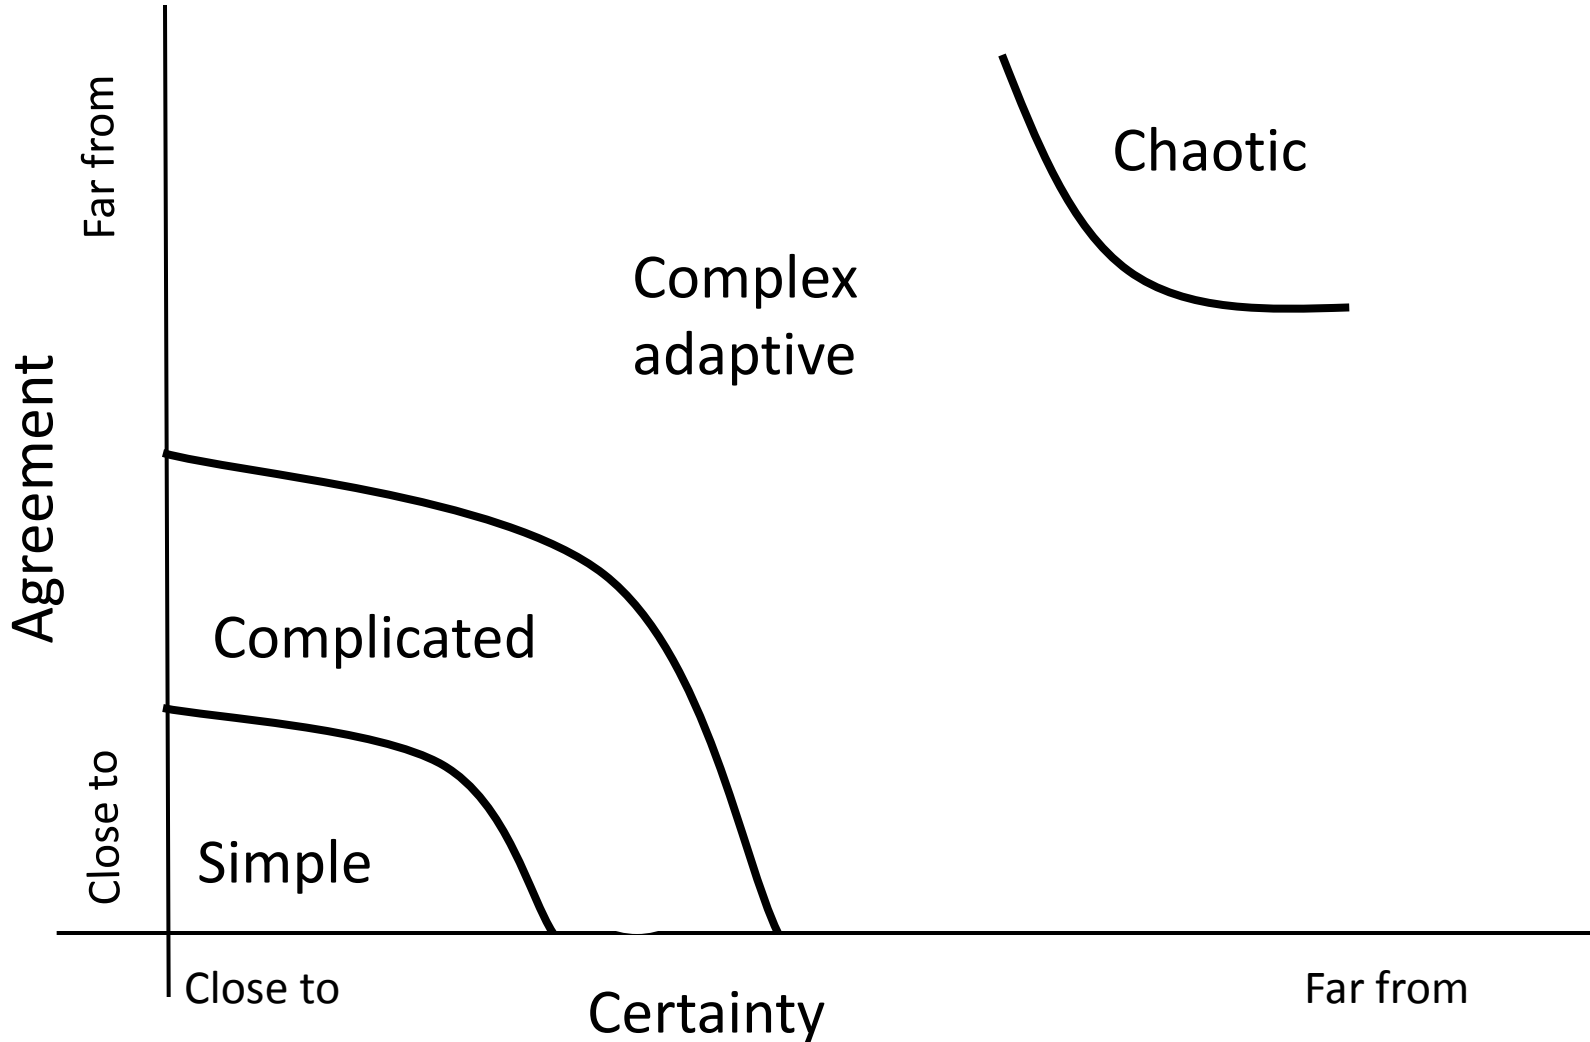 Far from
Chaotic
Complex
adaptive
Agreement
Complicated
Close to
Simple
Close to
Certainty
Far from